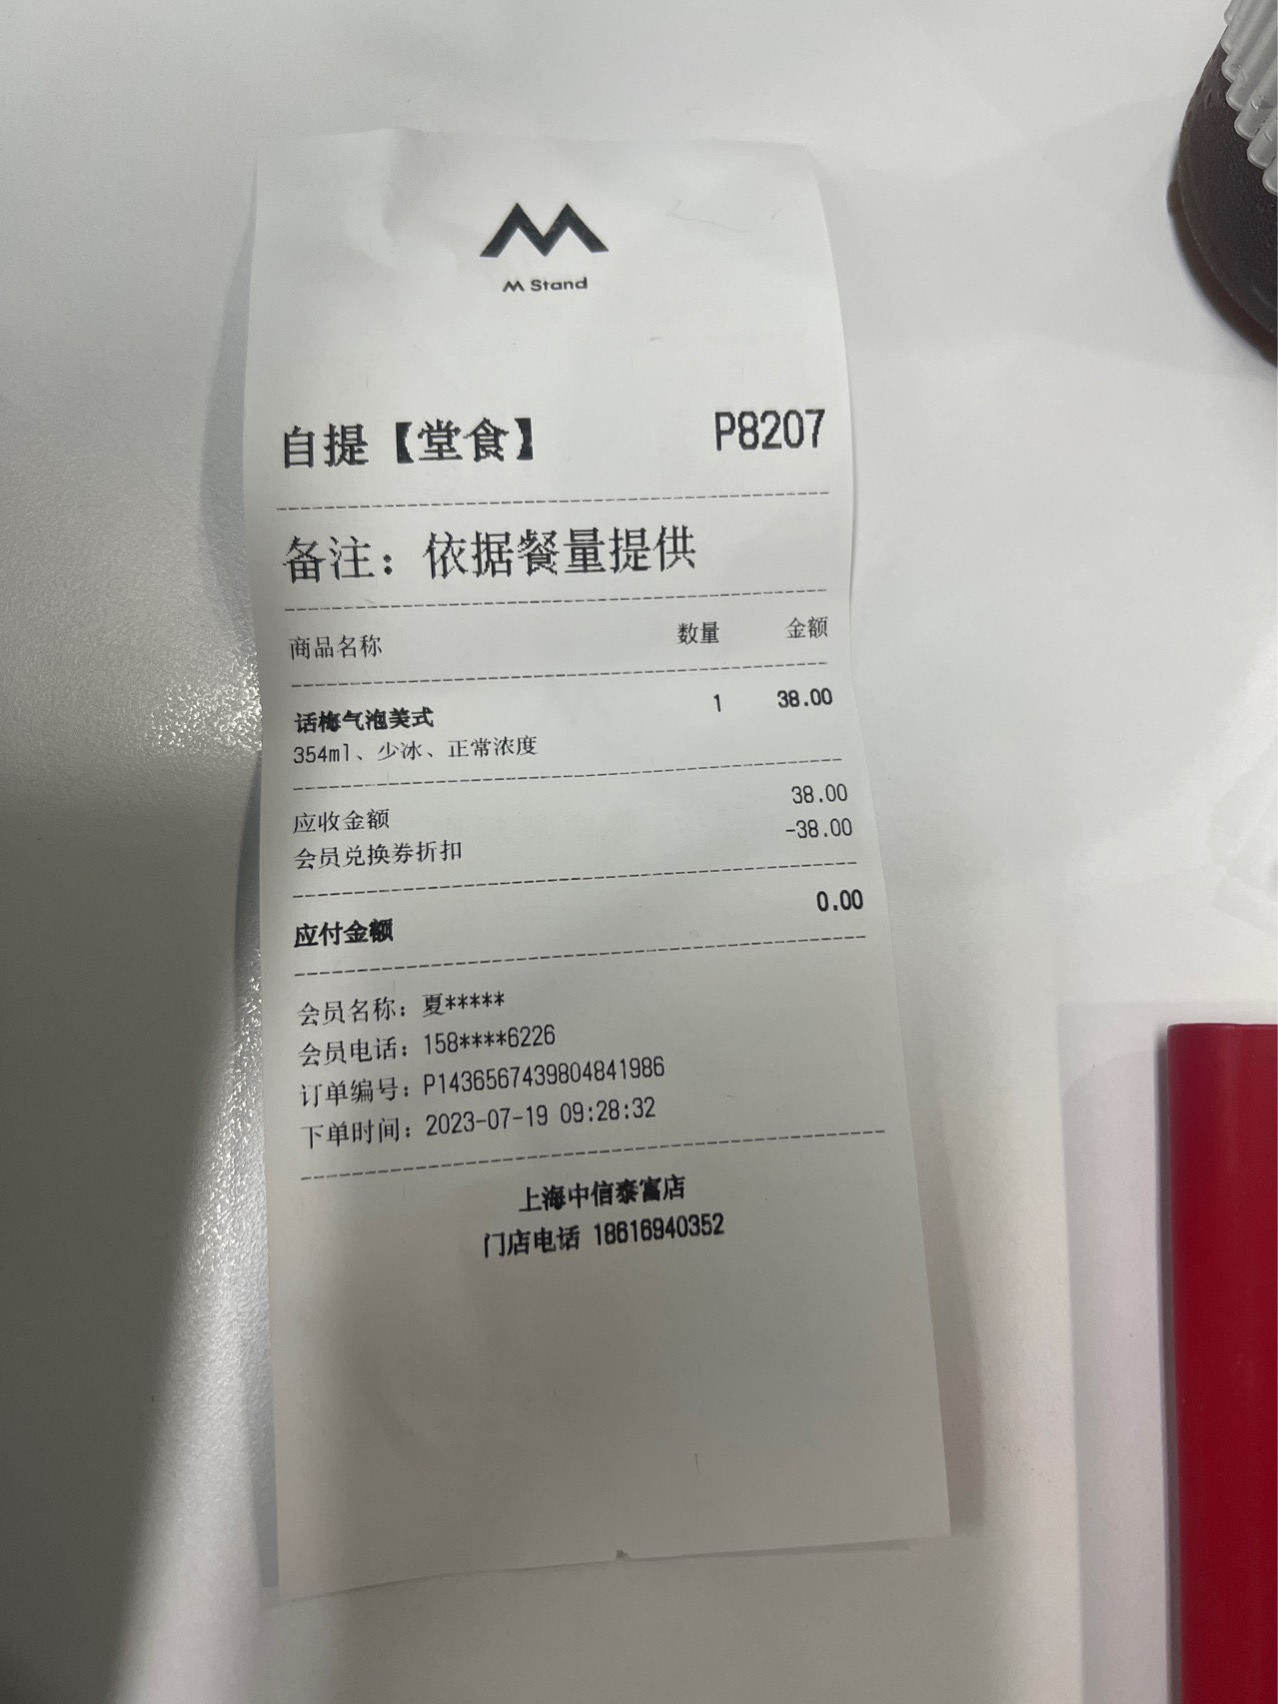 M Stand
自提【堂食】 P8207
备注：依据餐量提供
商品名称 数量 金额
话梅气泡美式 1 38.00
354ml、少冰、正常浓度
应收金额 38.00
会员兑换券折扣 -38.00
应付金额 0.00
会员名称：夏*****
会员电话：158****6226
订单编号：P1436567439804841986
下单时间：2023-07-19 09:28:32
上海中信泰富店
门店电话 18616940352